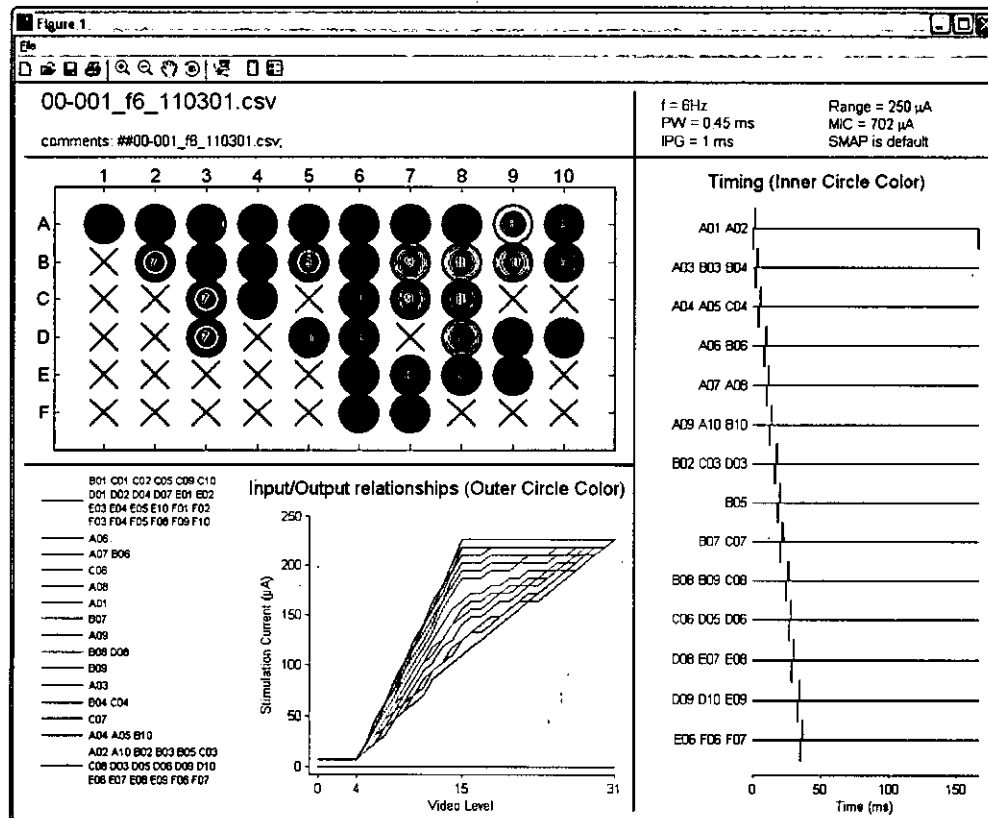 Figure 1
File
00-001_f6_110301.csv
comments: ##00-001_f6_110301.csv;
f = 6Hz
PW = 0.45 ms
IPG = 1 ms
Range = 250 µA
MIC = 702 µA
SMAP is default
1 2 3 4 5 6 7 8 9 10
A
B
C
D
E
F
Timing (Inner Circle Color)
A01 A02
A03 B03 B04
A04 A05 C04
A06 B06
A07 A08
A09 A10 B10
B02 C03 D03
B05
B07 C07
B08 B09 C08
C06 D05 D06
D08 E07 E08
D09 D10 E09
E06 F06 F07
0 50 100 150
Time (ms)
B01 C01 C02 C05 C09 C10
D01 D02 D04 D07 E01 E02
E03 E04 E05 E10 F01 F02
F03 F04 F05 F08 F09 F10
A06
A07 B06
C06
A08
A01
B07
A09
B08 D08
B09
A03
B04 C04
C07
A04 A05 B10
A02 A10 B02 B03 B05 C03
C08 D03 D05 D06 D09 D10
E06 E07 E08 E09 F06 F07
Input/Output relationships (Outer Circle Color)
Stimulation Current (µA)
250
200
150
100
50
0
0 4 15 31
Video Level